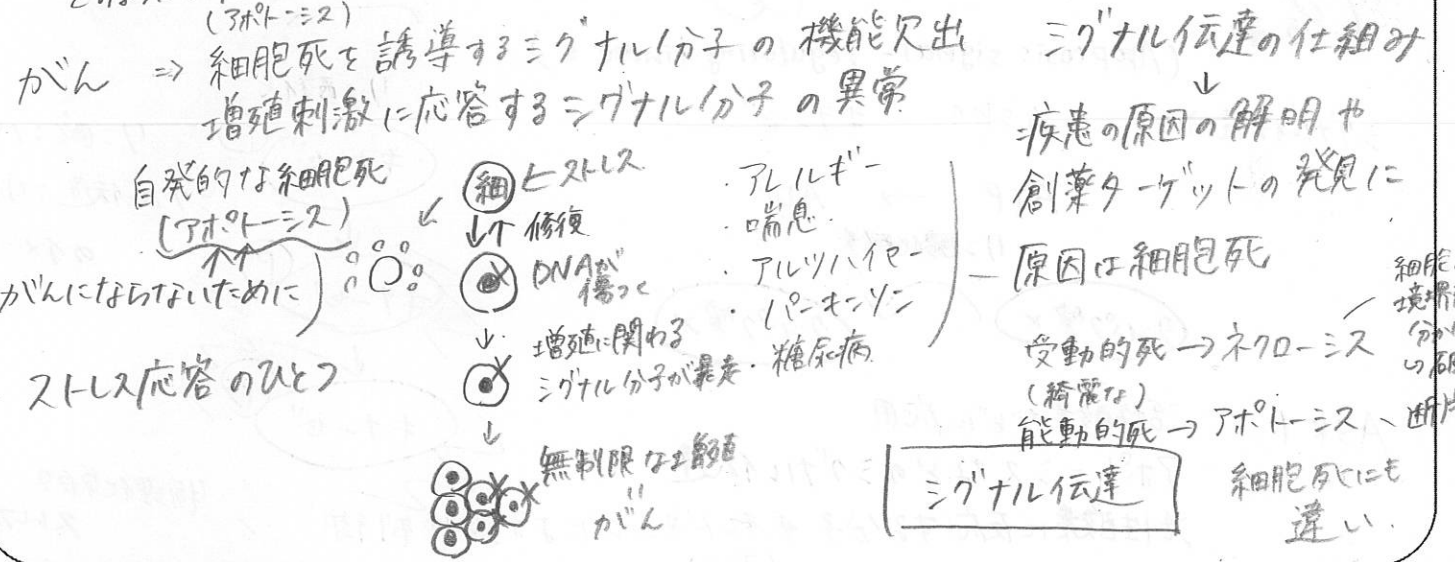 (アポトーシス)
がん ⇒ 細胞死を誘導するシグナル分子の機能欠出
増殖刺激に応答するシグナル分子の異常
自発的な細胞死
(アポトーシス)
がんにならないために
ストレス応答のひとつ
細 ←ストレス
↓↑ 修復
DNAが
傷つく
↓ 増殖に関わる
シグナル分子が暴走
↓
無制限な増殖
〃
がん
・アレルギー
・喘息
・アルツハイマー
・パーキンソン
・糖尿病
シグナル伝達の仕組み
↓
疾患の原因の解明や
創薬ターゲットの発見に
原因は細胞死
受動的死→ネクローシス
(綺麗な)
能動的死→アポトーシス、断片
細胞
境界
細胞死にも
違い.
シグナル伝達